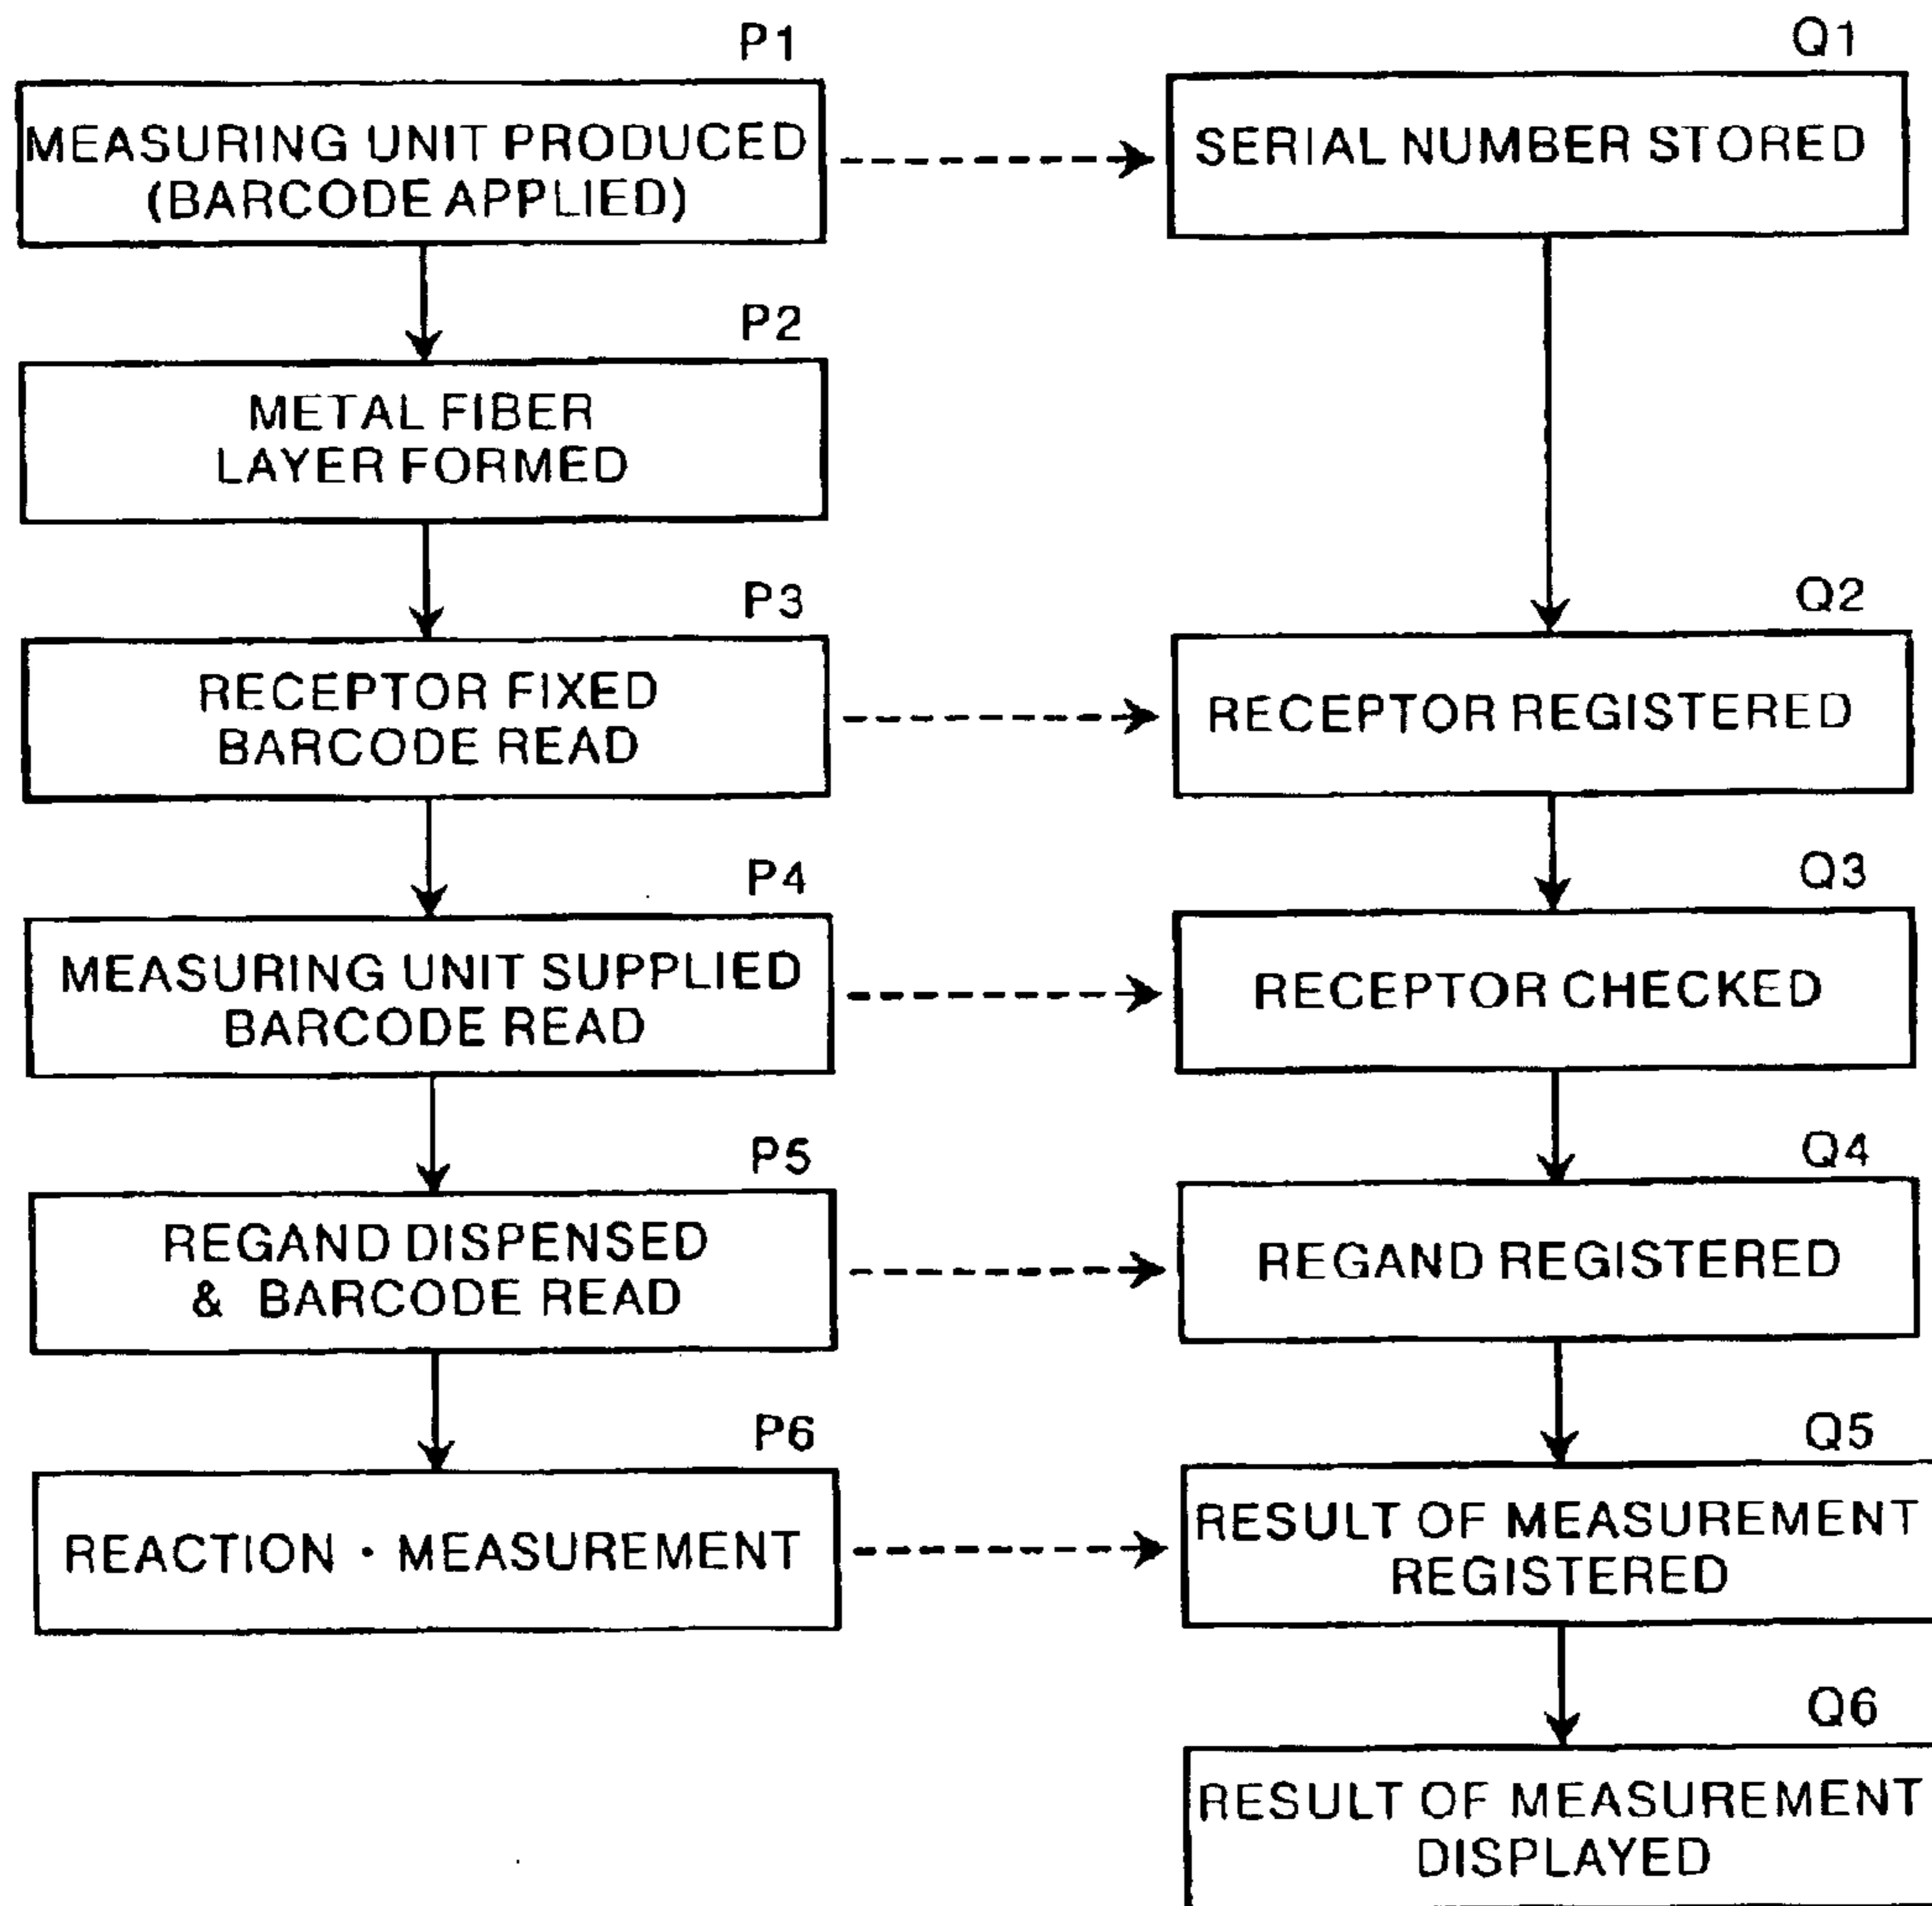 P1
MEASURING UNIT PRODUCED
(BARCODE APPLIED)
Q1
SERIAL NUMBER STORED
P2
METAL FIBER
LAYER FORMED
P3
RECEPTOR FIXED
BARCODE READ
Q2
RECEPTOR REGISTERED
P4
MEASURING UNIT SUPPLIED
BARCODE READ
Q3
RECEPTOR CHECKED
P5
REGAND DISPENSED
& BARCODE READ
Q4
REGAND REGISTERED
P6
REACTION · MEASUREMENT
Q5
RESULT OF MEASUREMENT
REGISTERED
Q6
RESULT OF MEASUREMENT
DISPLAYED